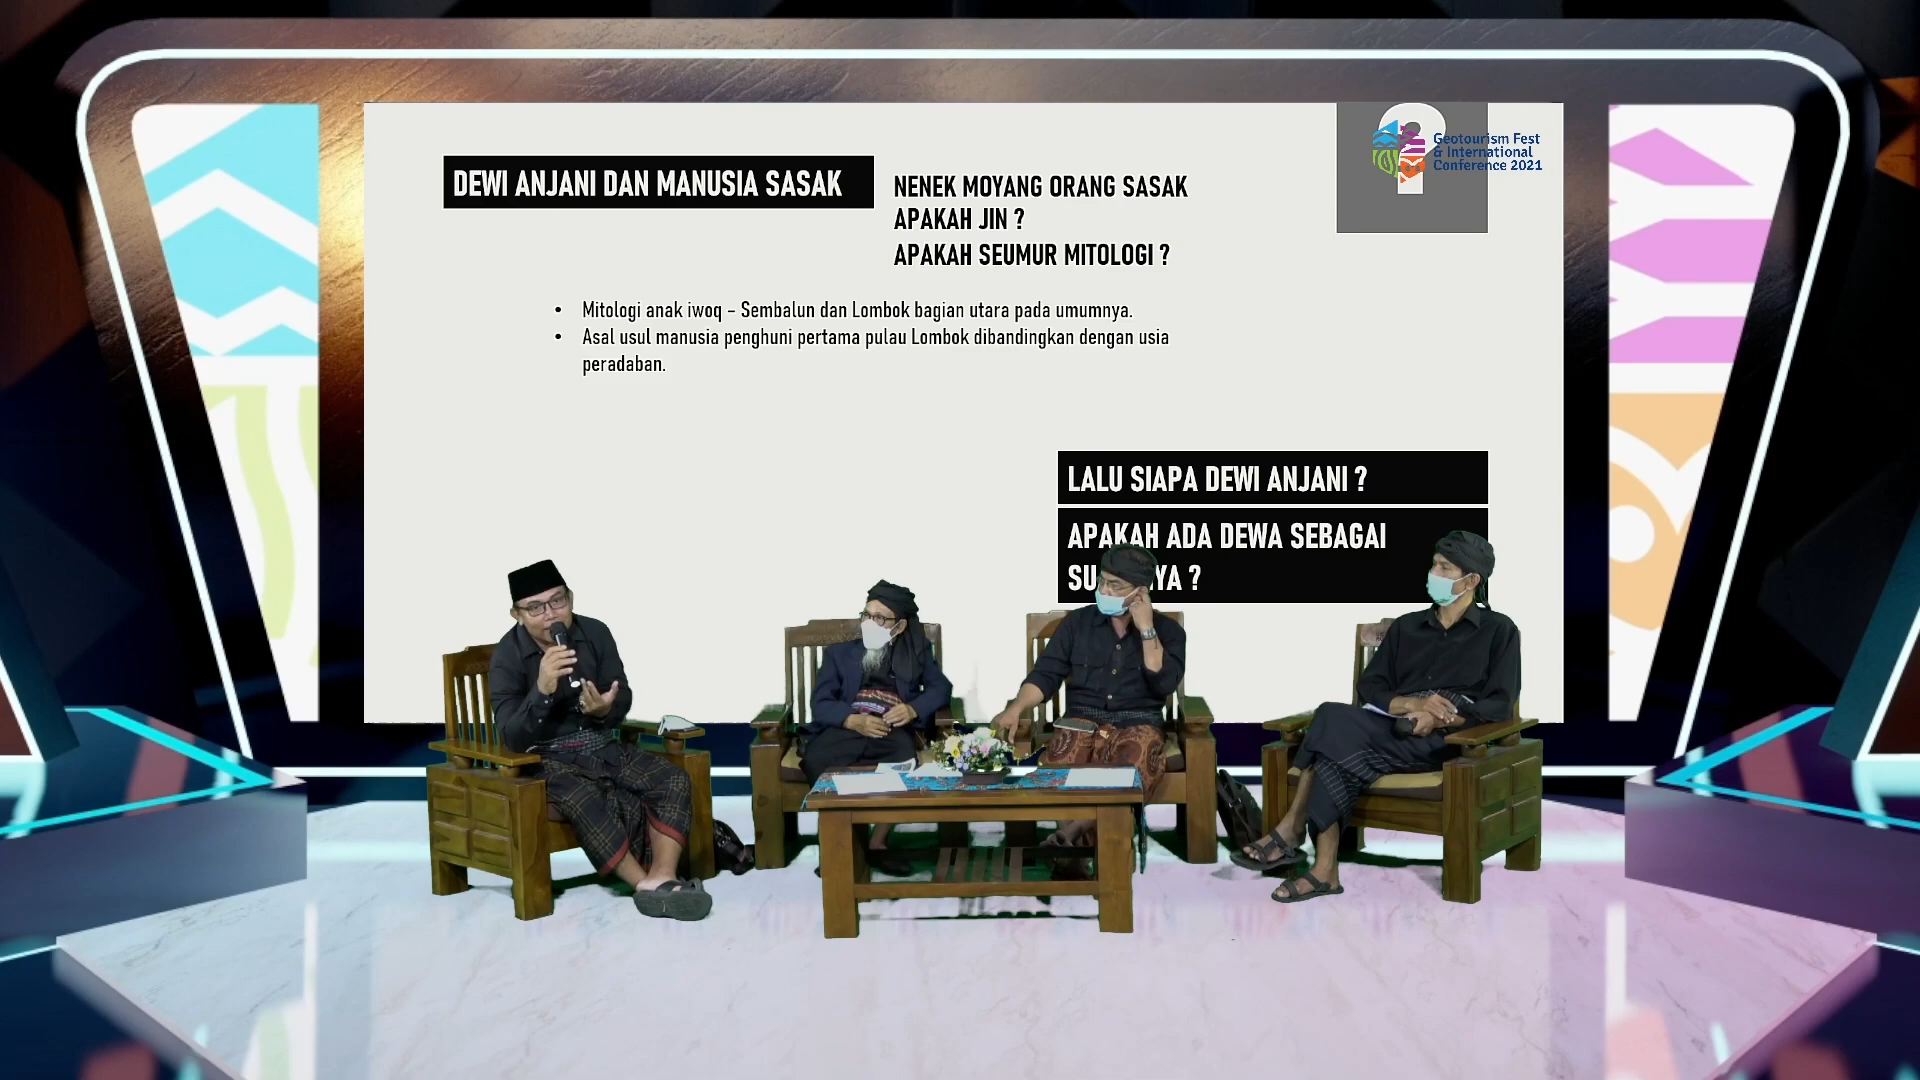 DEWI ANJANI DAN MANUSIA SASAK
NENEK MOYANG ORANG SASAK
APAKAH JIN ?
APAKAH SEUMUR MITOLOGI ?
?
Geotourism Fest
& International
Conference 2021
• Mitologi anak iwoq – Sembalun dan Lombok bagian utara pada umumnya.
• Asal usul manusia penghuni pertama pulau Lombok dibandingkan dengan usia
peradaban.
LALU SIAPA DEWI ANJANI ?
APAKAH ADA DEWA SEBAGAI
?